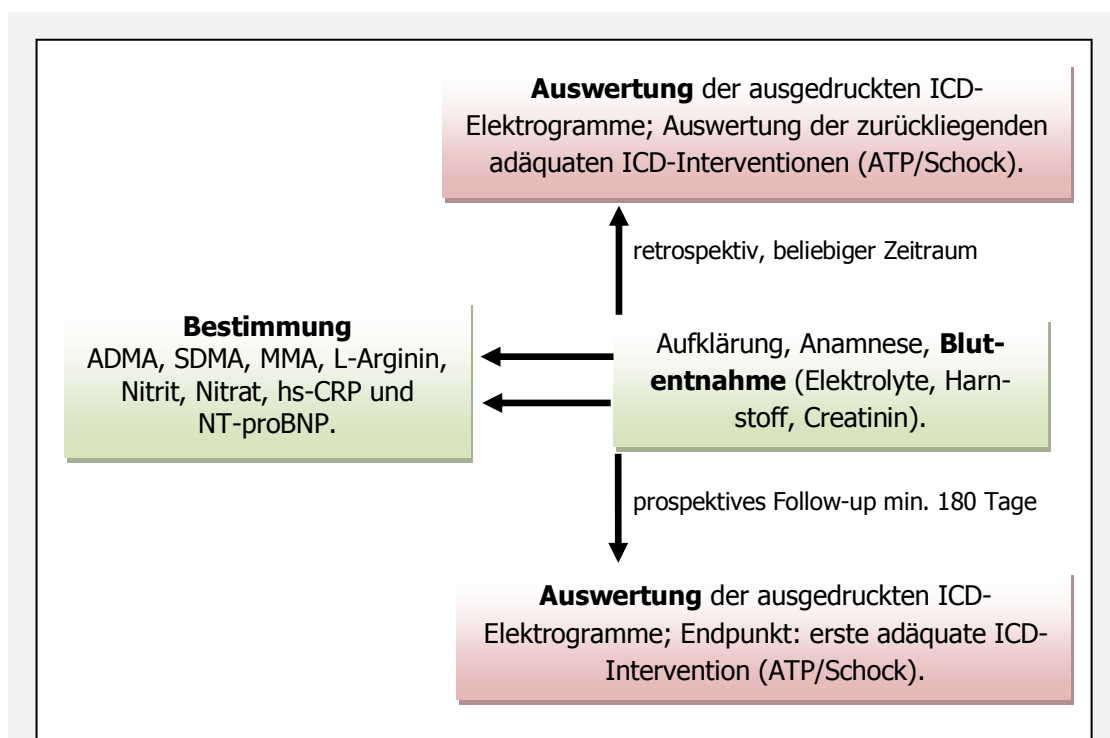 Auswertung der ausgedruckten ICD-
Elektrogramme; Auswertung der zurückliegenden
adäquaten ICD-Interventionen (ATP/Schock).
retrospektiv, beliebiger Zeitraum
Bestimmung
ADMA, SDMA, MMA, L-Arginin,
Nitrit, Nitrat, hs-CRP und
NT-proBNP.
Aufklärung, Anamnese, Blut-
entnahme (Elektrolyte, Harn-
stoff, Creatinin).
prospektives Follow-up min. 180 Tage
Auswertung der ausgedruckten ICD-
Elektrogramme; Endpunkt: erste adäquate ICD-
Intervention (ATP/Schock).